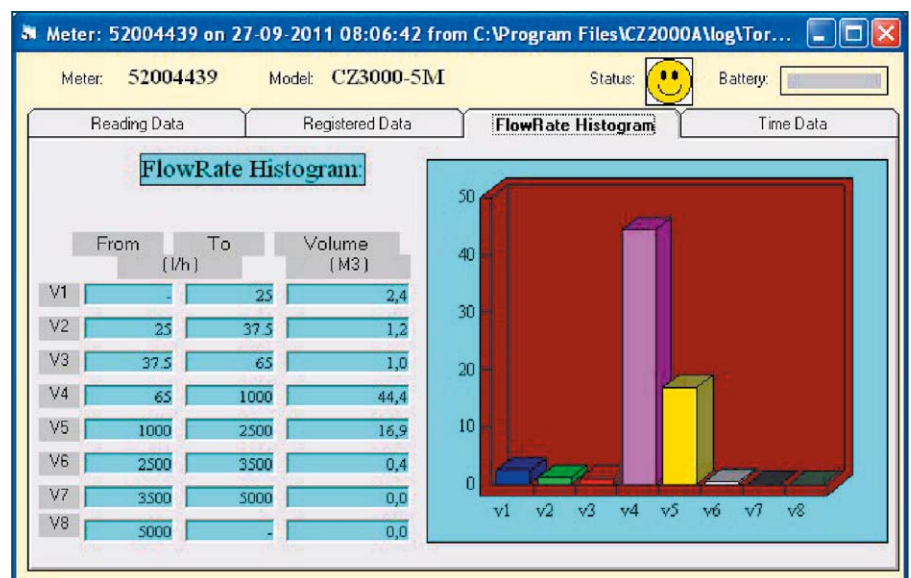 Meter: 52004439 on 27-09-2011 08:06:42 from C:\Program Files\CZ2000A\log\Tor...
Meter: 52004439 Model: CZ3000-5M Status: Battery:
Reading Data Registered Data FlowRate Histogram Time Data
FlowRate Histogram:
From To Volume
(l/h) (M3)
V1 - 25 2,4
V2 25 37.5 1,2
V3 37.5 65 1,0
V4 65 1000 44,4
V5 1000 2500 16,9
V6 2500 3500 0,4
V7 3500 5000 0,0
V8 5000 - 0,0
50
40
30
20
10
0
v1 v2 v3 v4 v5 v6 v7 v8